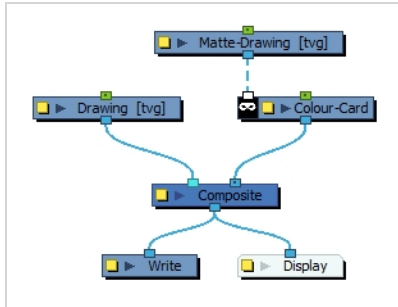 Matte-Drawing [tvg]
Drawing [tvg]
Colour-Card
Composite
Write
Display